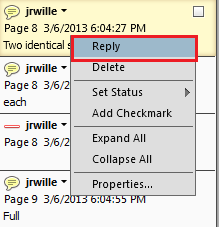 jrwille
Page 8 3/6/2013 6:04:27 PM
Two identical
Reply
Delete
Set Status
Add Checkmark
Expand All
Collapse All
Properties...
jrwille
Page 8
each
jrwille
Page 8
jrwille
Page 9 3/6/2013 6:04:55 PM
Full